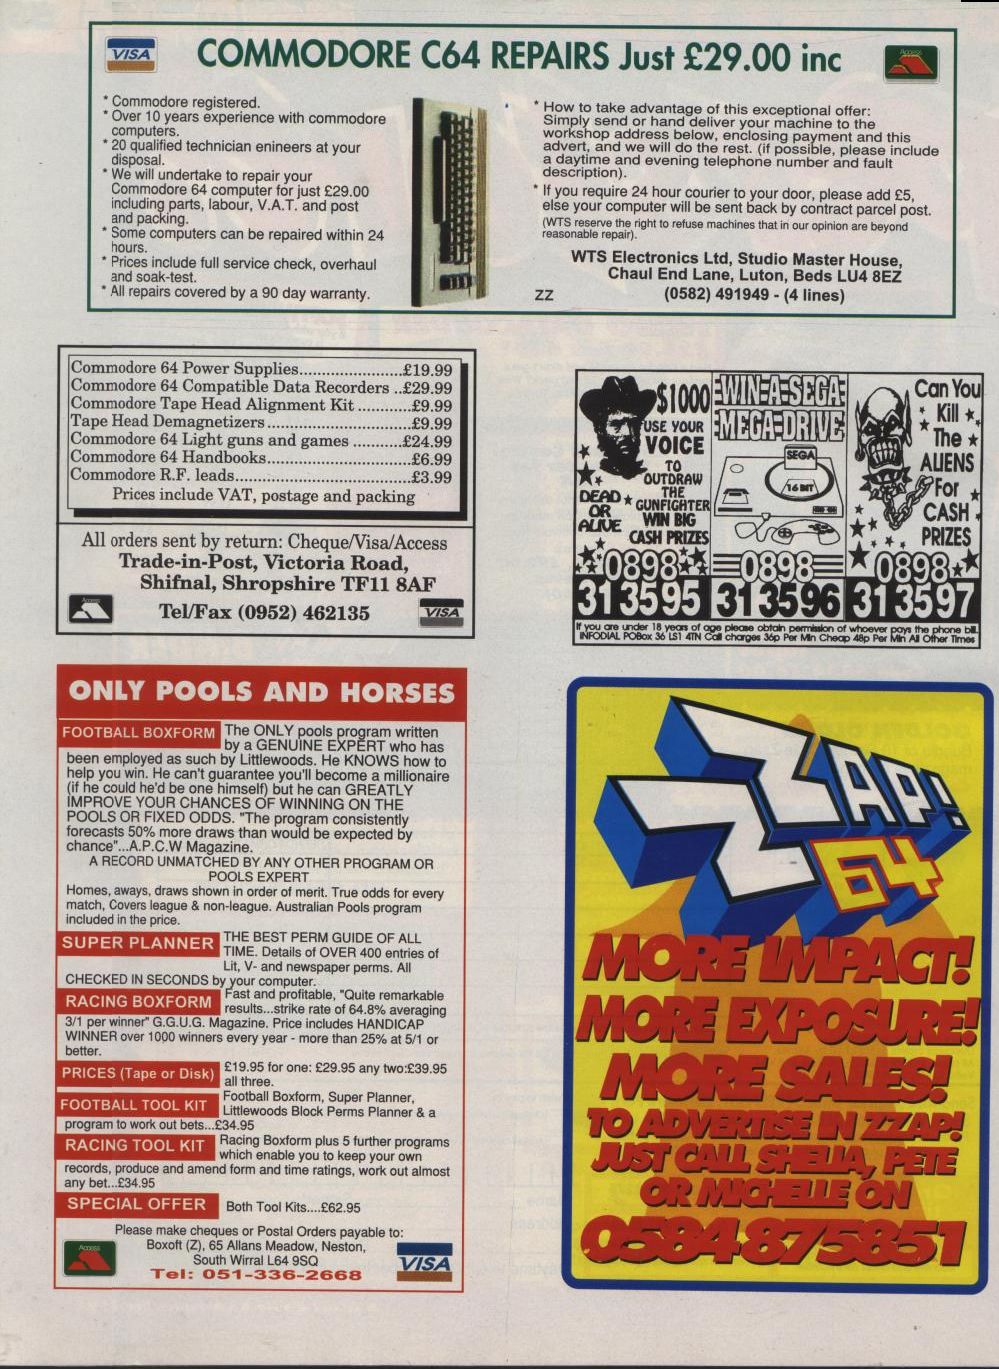 VISA
COMMODORE C64 REPAIRS Just £29.00 inc
Access
* Commodore registered.
* Over 10 years experience with commodore
computers.
* 20 qualified technician enineers at your
disposal.
* We will undertake to repair your
Commodore 64 computer for just £29.00
including parts, labour, V.A.T. and post
and packing.
* Some computers can be repaired within 24
hours.
* Prices include full service check, overhaul
and soak-test.
* All repairs covered by a 90 day warranty.
* How to take advantage of this exceptional offer:
Simply send or hand deliver your machine to the
workshop address below, enclosing payment and this
advert, and we will do the rest. (if possible, please include
a daytime and evening telephone number and fault
description).
* If you require 24 hour courier to your door, please add £5,
else your computer will be sent back by contract parcel post.
(WTS reserve the right to refuse machines that in our opinion are beyond
reasonable repair).
WTS Electronics Ltd, Studio Master House,
Chaul End Lane, Luton, Beds LU4 8EZ
ZZ (0582) 491949 - (4 lines)
Commodore 64 Power Supplies.......................£19.99
Commodore 64 Compatible Data Recorders ..£29.99
Commodore Tape Head Alignment Kit ...........£9.99
Tape Head Demagnetizers.............................£9.99
Commodore 64 Light guns and games ..........£24.99
Commodore 64 Handbooks.............................£6.99
Commodore R.F. leads....................................£3.99
Prices include VAT, postage and packing
All orders sent by return: Cheque/Visa/Access
Trade-in-Post, Victoria Road,
Shifnal, Shropshire TF11 8AF
Access
Tel/Fax (0952) 462135
VISA
$1000
USE YOUR
VOICE
TO
OUTDRAW
THE
GUNFIGHTER
WIN BIG
CASH PRIZES
DEAD
OR
ALIVE
0898
313595
WIN-A-SEGA
MEGA-DRIVE
SEGA
16 BIT
0898
313596
Can You
Kill
The
ALIENS
For
CASH
PRIZES
0898
313597
If you are under 18 years of age please obtain permission of whoever pays the phone bill.
INFODIAL POBox 36 LS1 4TN Call charges 36p Per Min Cheap 48p Per Min All Other Times
ONLY POOLS AND HORSES
FOOTBALL BOXFORM The ONLY pools program written
by a GENUINE EXPERT who has
been employed as such by Littlewoods. He KNOWS how to
help you win. He can't guarantee you'll become a millionaire
(if he could he'd be one himself) but he can GREATLY
IMPROVE YOUR CHANCES OF WINNING ON THE
POOLS OR FIXED ODDS. "The program consistently
forecasts 50% more draws than would be expected by
chance"...A.P.C.W Magazine.
A RECORD UNMATCHED BY ANY OTHER PROGRAM OR
POOLS EXPERT
Homes, aways, draws shown in order of merit. True odds for every
match, Covers league & non-league. Australian Pools program
included in the price.
SUPER PLANNER THE BEST PERM GUIDE OF ALL
TIME. Details of OVER 400 entries of
Lit, V- and newspaper perms. All
CHECKED IN SECONDS by your computer.
RACING BOXFORM Fast and profitable, "Quite remarkable
results...strike rate of 64.8% averaging
3/1 per winner" G.G.U.G. Magazine. Price includes HANDICAP
WINNER over 1000 winners every year - more than 25% at 5/1 or
better.
PRICES (Tape or Disk) £19.95 for one: £29.95 any two:£39.95
all three.
FOOTBALL TOOL KIT Football Boxform, Super Planner,
Littlewoods Block Perms Planner & a
program to work out bets...£34.95
RACING TOOL KIT Racing Boxform plus 5 further programs
which enable you to keep your own
records, produce and amend form and time ratings, work out almost
any bet...£34.95
SPECIAL OFFER Both Tool Kits....£62.95
Please make cheques or Postal Orders payable to:
Boxoft (Z), 65 Allans Meadow, Neston,
South Wirral L64 9SQ
Tel: 051-336-2668
Access
VISA
ZZAP!
64
MORE IMPACT!
MORE EXPOSURE!
MORE SALES!
TO ADVERTISE IN ZZAP!
JUST CALL SHELIA, PETE
OR MICHELLE ON
0584 875851